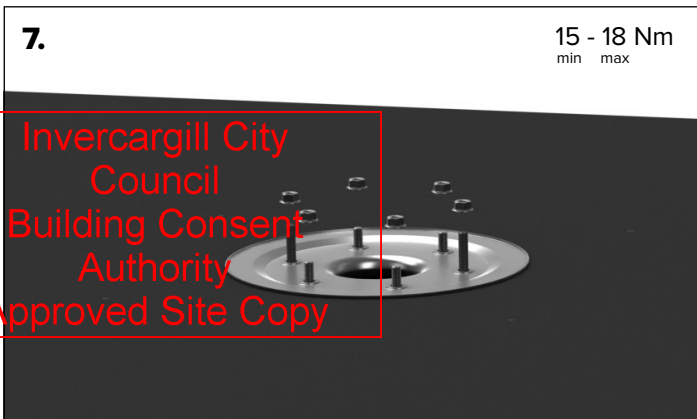 7.
15 - 18 Nm
min max
Invercargill City
Council
Building Consent
Authority
Approved Site Copy